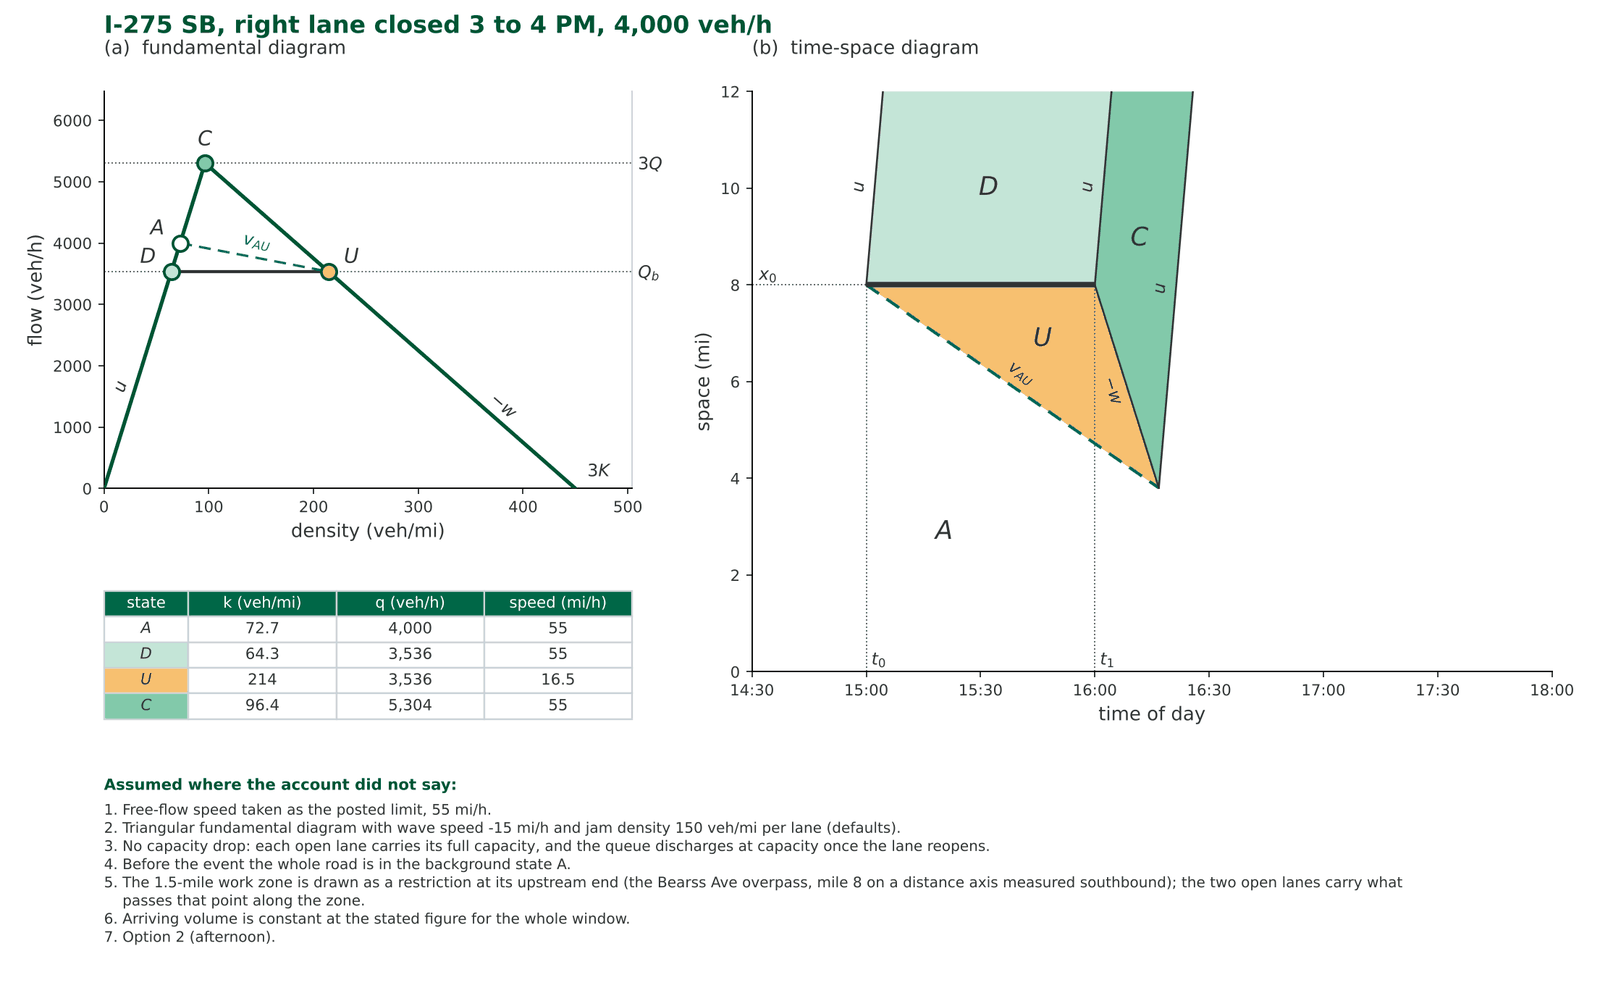 I-275 SB, right lane closed 3 to 4 PM, 4,000 veh/h
(a) fundamental diagram
6000
5000
4000
3000
2000
1000
0
flow (veh/h)
C
A
D
U
v_AU
u
−w
3K
3Q
Q_b
0 100 200 300 400 500
density (veh/mi)
state k (veh/mi) q (veh/h) speed (mi/h)
A 72.7 4,000 55
D 64.3 3,536 55
U 214 3,536 16.5
C 96.4 5,304 55
(b) time-space diagram
12
10
8
6
4
2
0
space (mi)
x_0
u
D
u
C
u
U
v_AU
−w
A
t_0
t_1
14:30 15:00 15:30 16:00 16:30 17:00 17:30 18:00
time of day
Assumed where the account did not say:
1. Free-flow speed taken as the posted limit, 55 mi/h.
2. Triangular fundamental diagram with wave speed -15 mi/h and jam density 150 veh/mi per lane (defaults).
3. No capacity drop: each open lane carries its full capacity, and the queue discharges at capacity once the lane reopens.
4. Before the event the whole road is in the background state A.
5. The 1.5-mile work zone is drawn as a restriction at its upstream end (the Bearss Ave overpass, mile 8 on a distance axis measured southbound); the two open lanes carry what
passes that point along the zone.
6. Arriving volume is constant at the stated figure for the whole window.
7. Option 2 (afternoon).